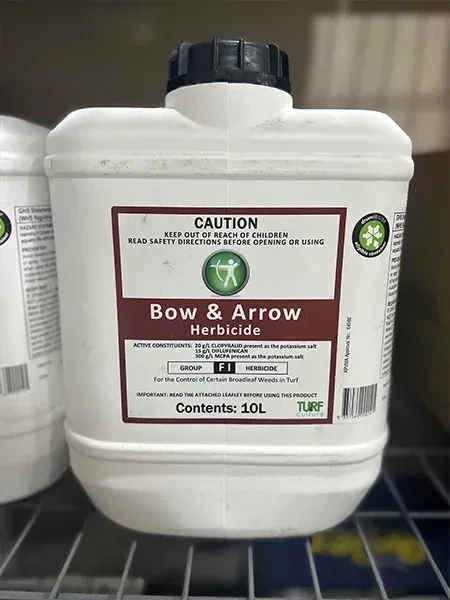 CAUTION
KEEP OUT OF REACH OF CHILDREN
READ SAFETY DIRECTIONS BEFORE OPENING OR USING
Bow & Arrow
Herbicide
ACTIVE CONSTITUENTS: 20 g/L CLOPYRALID present as the potassium salt
15 g/L DIFLUFENICAN
300 g/L MCPA present as the potassium salt
GROUP F I HERBICIDE
For the Control of Certain Broadleaf Weeds in Turf
IMPORTANT: READ THE ATTACHED LEAFLET BEFORE USING THIS PRODUCT
Contents: 10L
TURF
culture
drumMUSTER
eligible container